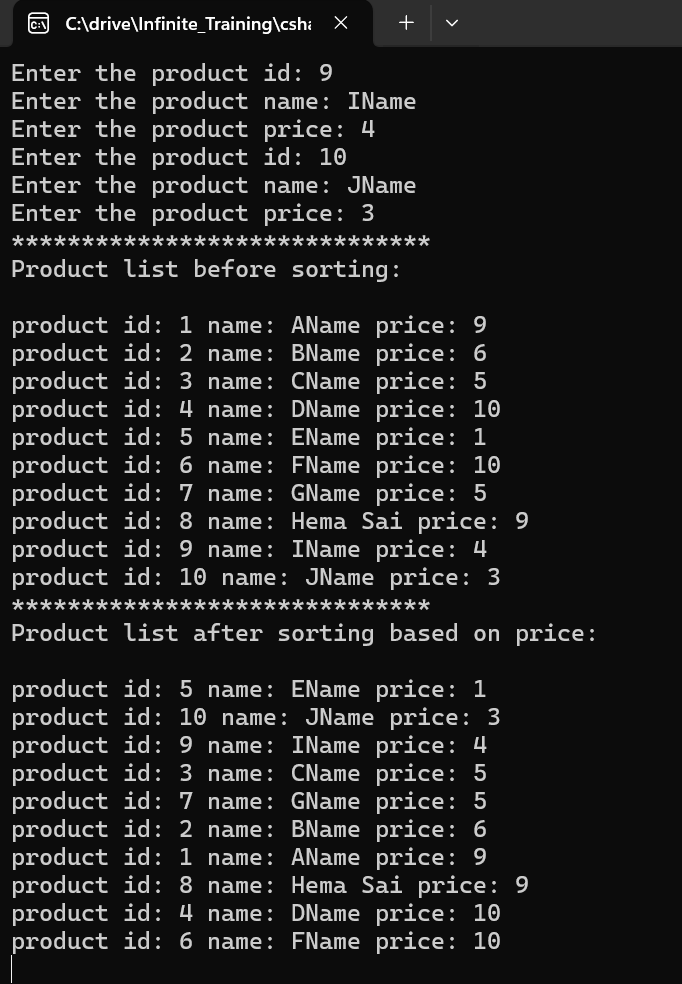 C:\drive\Infinite_Training\csha
Enter the product id: 9
Enter the product name: IName
Enter the product price: 4
Enter the product id: 10
Enter the product name: JName
Enter the product price: 3
******************************
Product list before sorting:
product id: 1 name: AName price: 9
product id: 2 name: BName price: 6
product id: 3 name: CName price: 5
product id: 4 name: DName price: 10
product id: 5 name: EName price: 1
product id: 6 name: FName price: 10
product id: 7 name: GName price: 5
product id: 8 name: Hema Sai price: 9
product id: 9 name: IName price: 4
product id: 10 name: JName price: 3
******************************
Product list after sorting based on price:
product id: 5 name: EName price: 1
product id: 10 name: JName price: 3
product id: 9 name: IName price: 4
product id: 3 name: CName price: 5
product id: 7 name: GName price: 5
product id: 2 name: BName price: 6
product id: 1 name: AName price: 9
product id: 8 name: Hema Sai price: 9
product id: 4 name: DName price: 10
product id: 6 name: FName price: 10